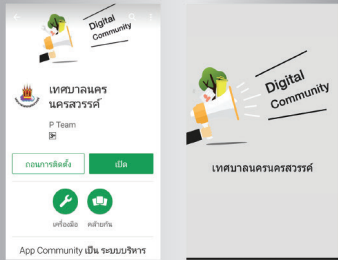 Digital
Community
เทศบาลนคร
นครสวรรค์
P Team
ถอนการติดตั้ง
เปิด
เครื่องมือ
คล้ายกัน
App Community เป็น ระบบบริหาร
Digital
Community
เทศบาลนครนครสวรรค์